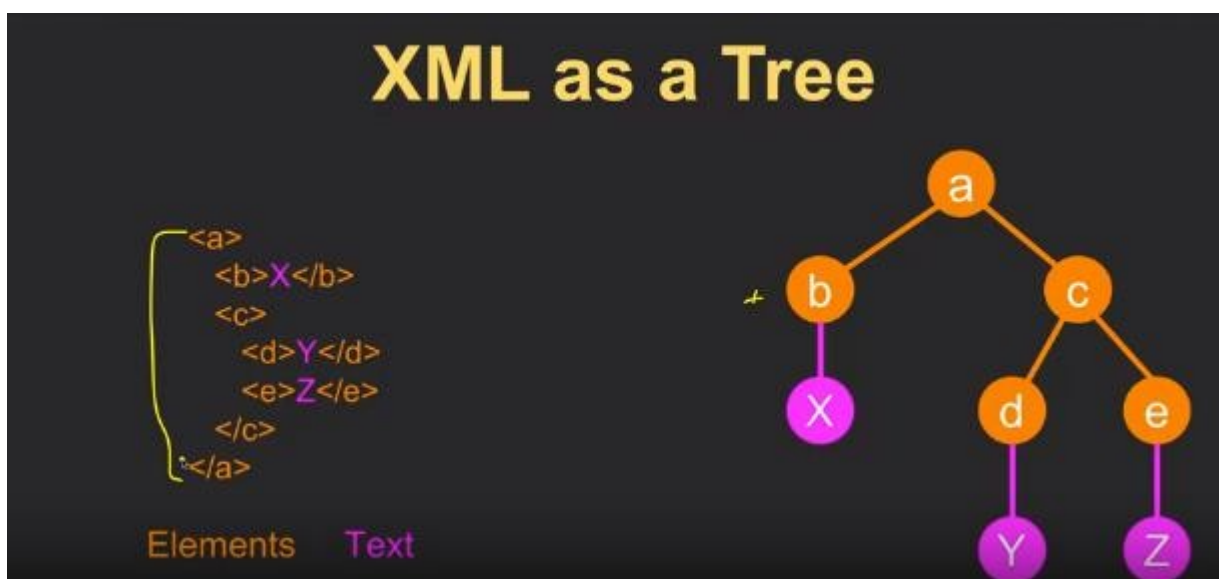 XML as a Tree
<a>
<b>X</b>
<c>
<d>Y</d>
<e>Z</e>
</c>
</a>
Elements Text
a
b c
X d e
Y Z